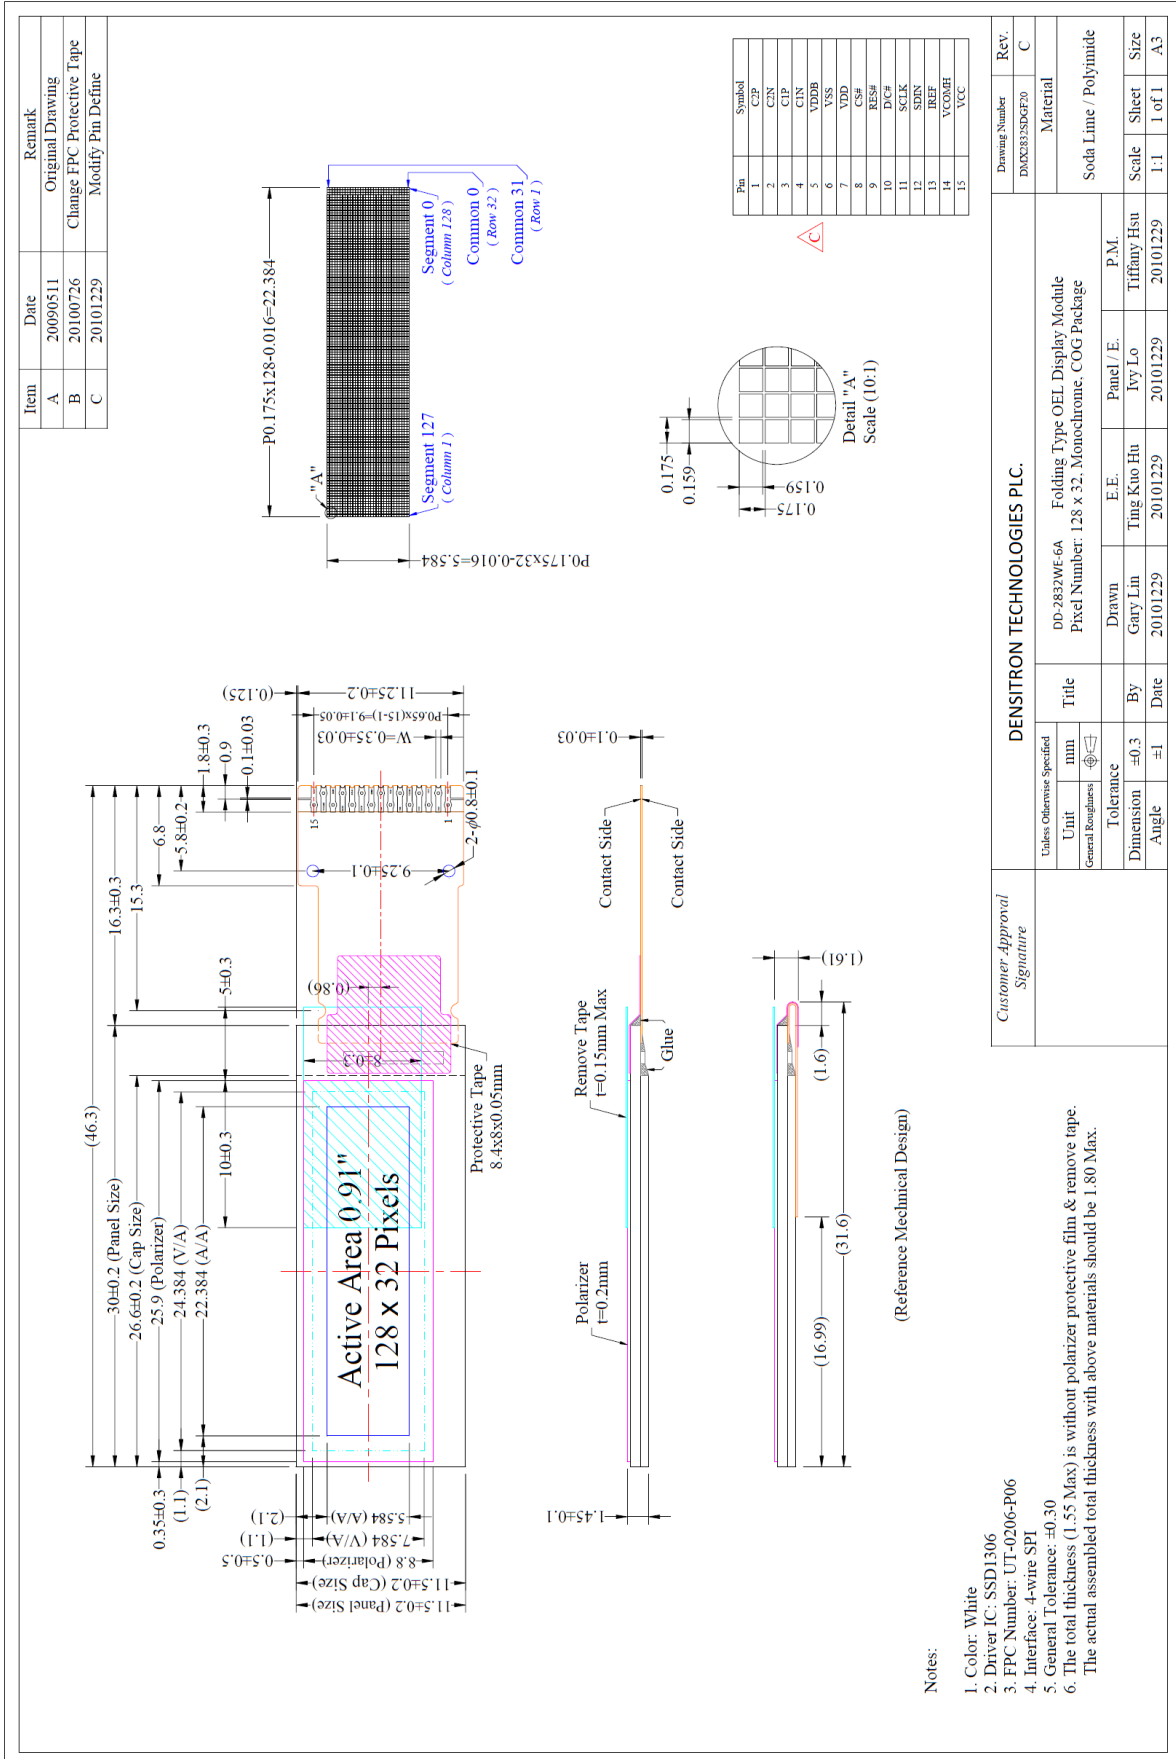 Item Date Remark
A 20090511 Original Drawing
B 20100726 Change FPC Protective Tape
C 20101229 Modify Pin Define
(46.3)
30±0.2 (Panel Size)
16.3±0.3
26.6±0.2 (Cap Size)
15.3
25.9 (Polarizer)
6.8
24.384 (V/A)
5.8±0.2
22.384 (A/A)
10±0.3
5±0.3
1.8±0.3
0.9
0.1±0.03
0.35±0.3
(1.1)
(2.1)
(2.1)
5.584 (A/A)
(1.1)
7.584 (V/A)
0.5±0.5
8.8 (Polarizer)
11.5±0.2 (Cap Size)
11.5±0.2 (Panel Size)
Active Area 0.91"
128 x 32 Pixels
8±0.3
(0.86)
9.25±0.1
15
1
2-ϕ0.8±0.1
W=0.35±0.03
P0.65x(15-1)=9.1±0.05
11.25±0.2
(0.125)
Protective Tape
8.4x8x0.05mm
P0.175x128-0.016=22.384
"A"
P0.175x32-0.016=5.584
Segment 127
( Column 1 )
Segment 0
( Column 128 )
Common 0
( Row 32 )
Common 31
( Row 1 )
Polarizer
t=0.2mm
Remove Tape
t=0.15mm Max
Glue
Contact Side
Contact Side
1.45±0.1
0.1±0.03
0.175
0.159
0.159
0.175
Detail "A"
Scale (10:1)
(16.99)
(31.6)
(1.6)
(1.61)
(Reference Mechnical Design)
Pin Symbol
1 C2P
2 C2N
3 C1P
4 C1N
5 VDDB
6 VSS
7 VDD
8 CS#
9 RES#
10 D/C#
11 SCLK
12 SDIN
13 IREF
14 VCOMH
15 VCC
C
Notes:
1. Color: White
2. Driver IC: SSD1306
3. FPC Number: UT-0206-P06
4. Interface: 4-wire SPI
5. General Tolerance: ±0.30
6. The total thickness (1.55 Max) is without polarizer protective film & remove tape.
The actual assembled total thickness with above materials should be 1.80 Max.
Customer Approval
Signature
DENSITRON TECHNOLOGIES PLC.
Drawing Number Rev.
DMX2832SDGF20 C
Unless Otherwise Specified
Unit mm
General Roughness
Tolerance
Dimension ±0.3
Angle ±1
Title
DD-2832WE-6A Folding Type OEL Display Module
Pixel Number: 128 x 32, Monochrome, COG Package
Material
Soda Lime / Polyimide
Drawn E.E. Panel / E. P.M.
By Gary Lin Ting Kuo Hu Ivy Lo Tiffany Hsu
Date 20101229 20101229 20101229 20101229
Scale Sheet Size
1:1 1 of 1 A3